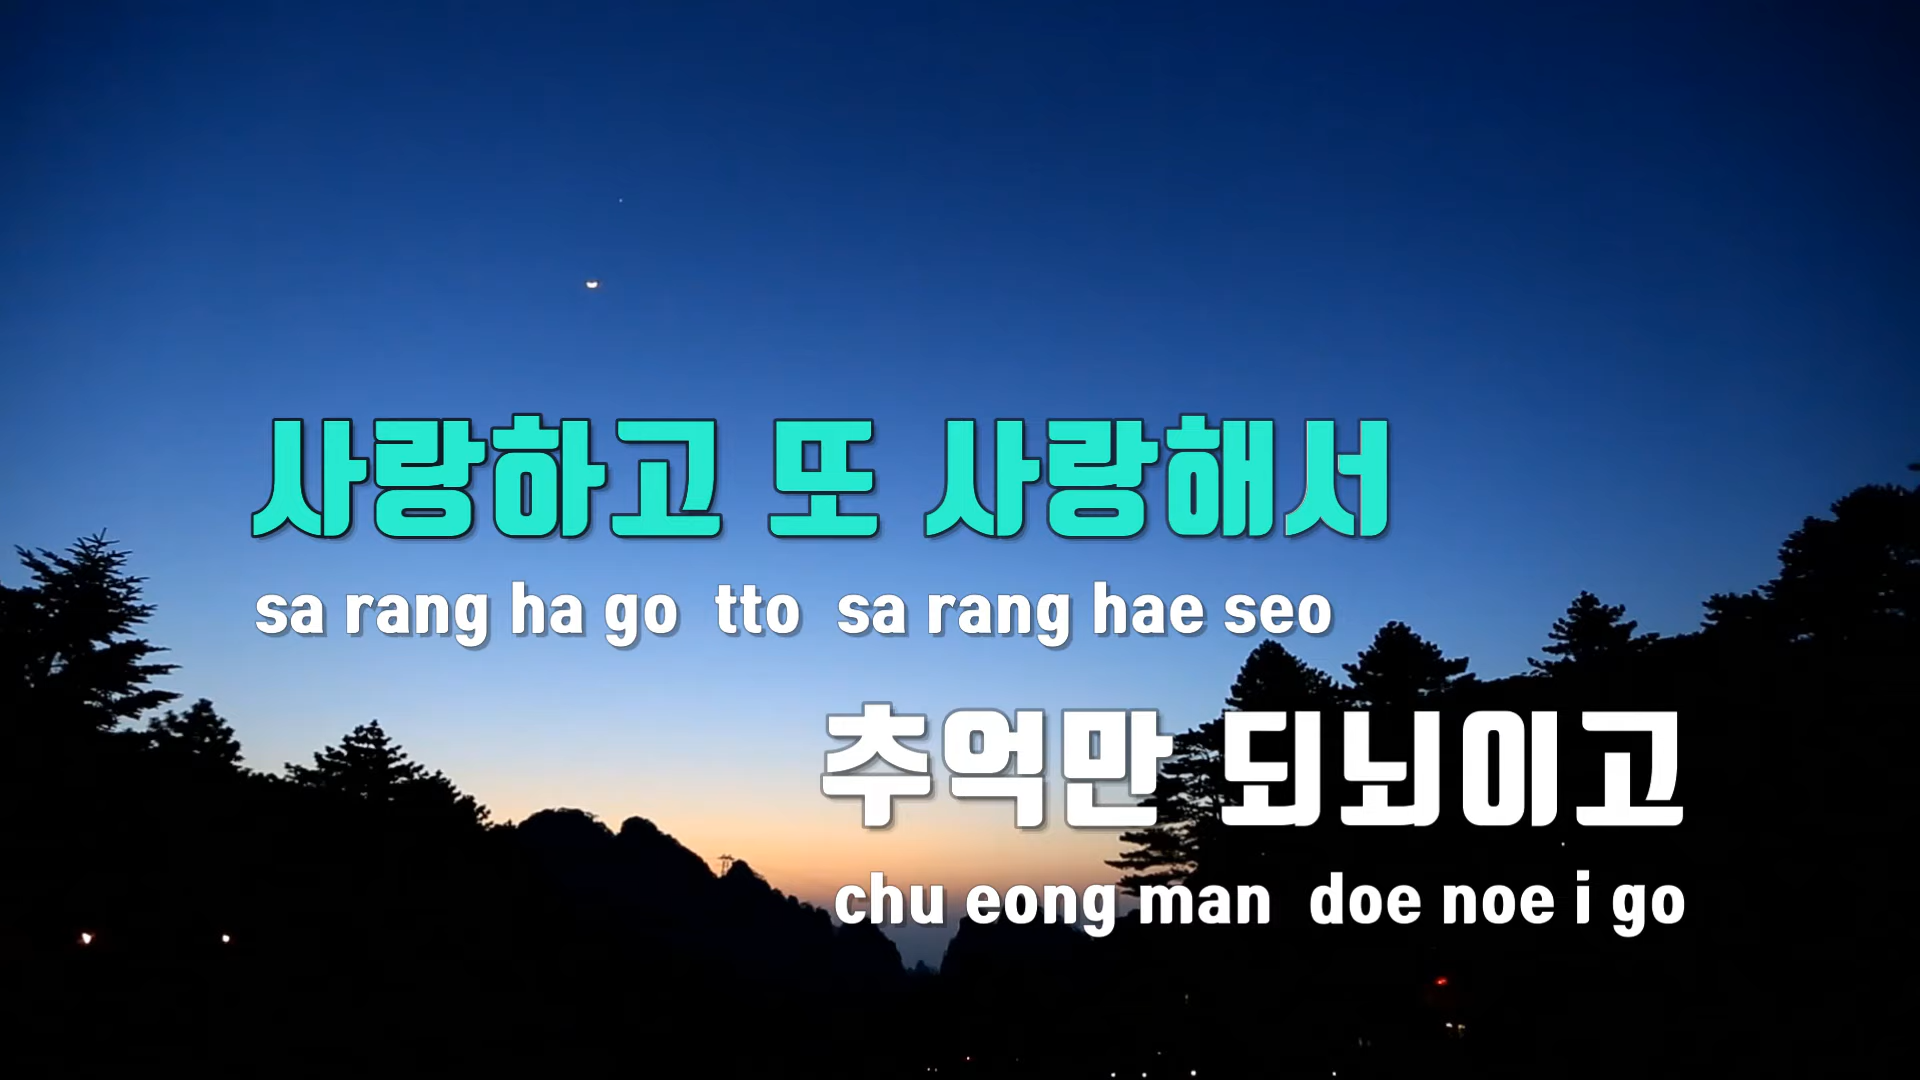 사랑하고 또 사랑해서
sa rang ha go tto sa rang hae seo
추억만 되뇌이고
chu eong man doe noe i go